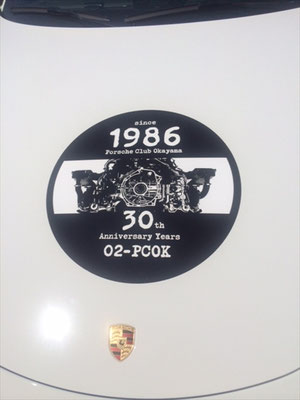 since
1986
Porsche Club Okayama
30th
Anniversary Years
02-PCOK